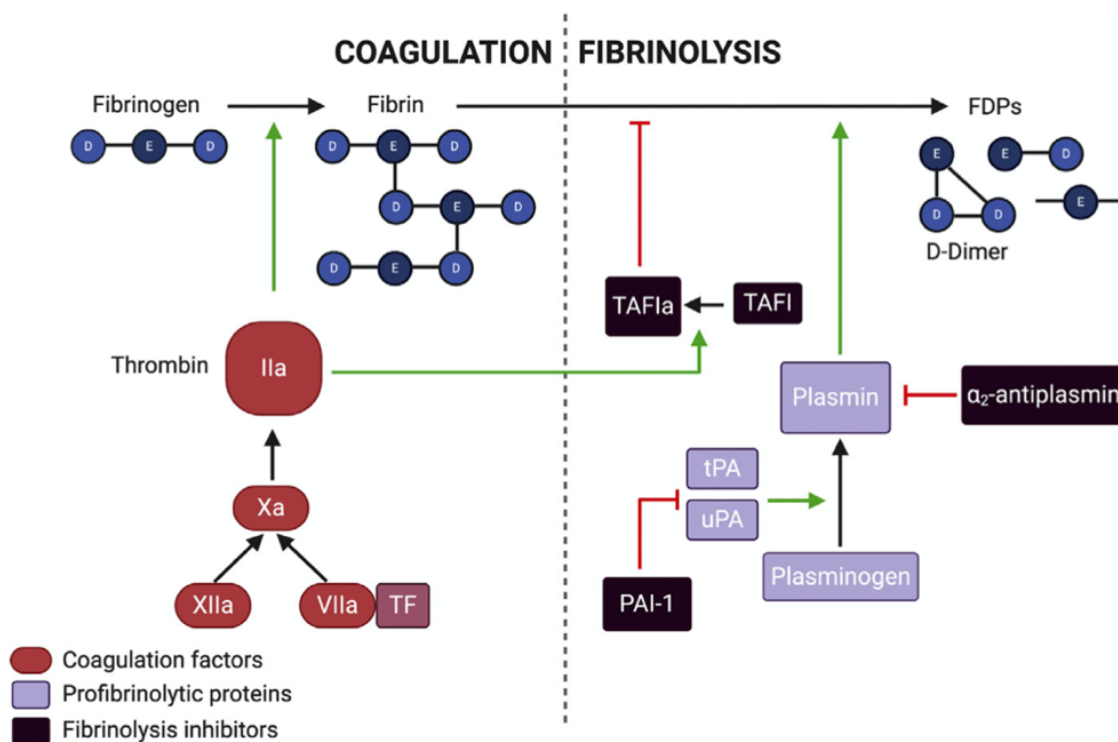 COAGULATION FIBRINOLYSIS
Fibrinogen
Fibrin
FDPs
D E D
D E D
E
E D
D E D
D D
E
D-Dimer
D E D
TAFIa
TAFI
Thrombin
IIa
Plasmin
α₂-antiplasmin
tPA
Xa
uPA
Plasminogen
XIIa
VIIa
TF
PAI-1
Coagulation factors
Profibrinolytic proteins
Fibrinolysis inhibitors